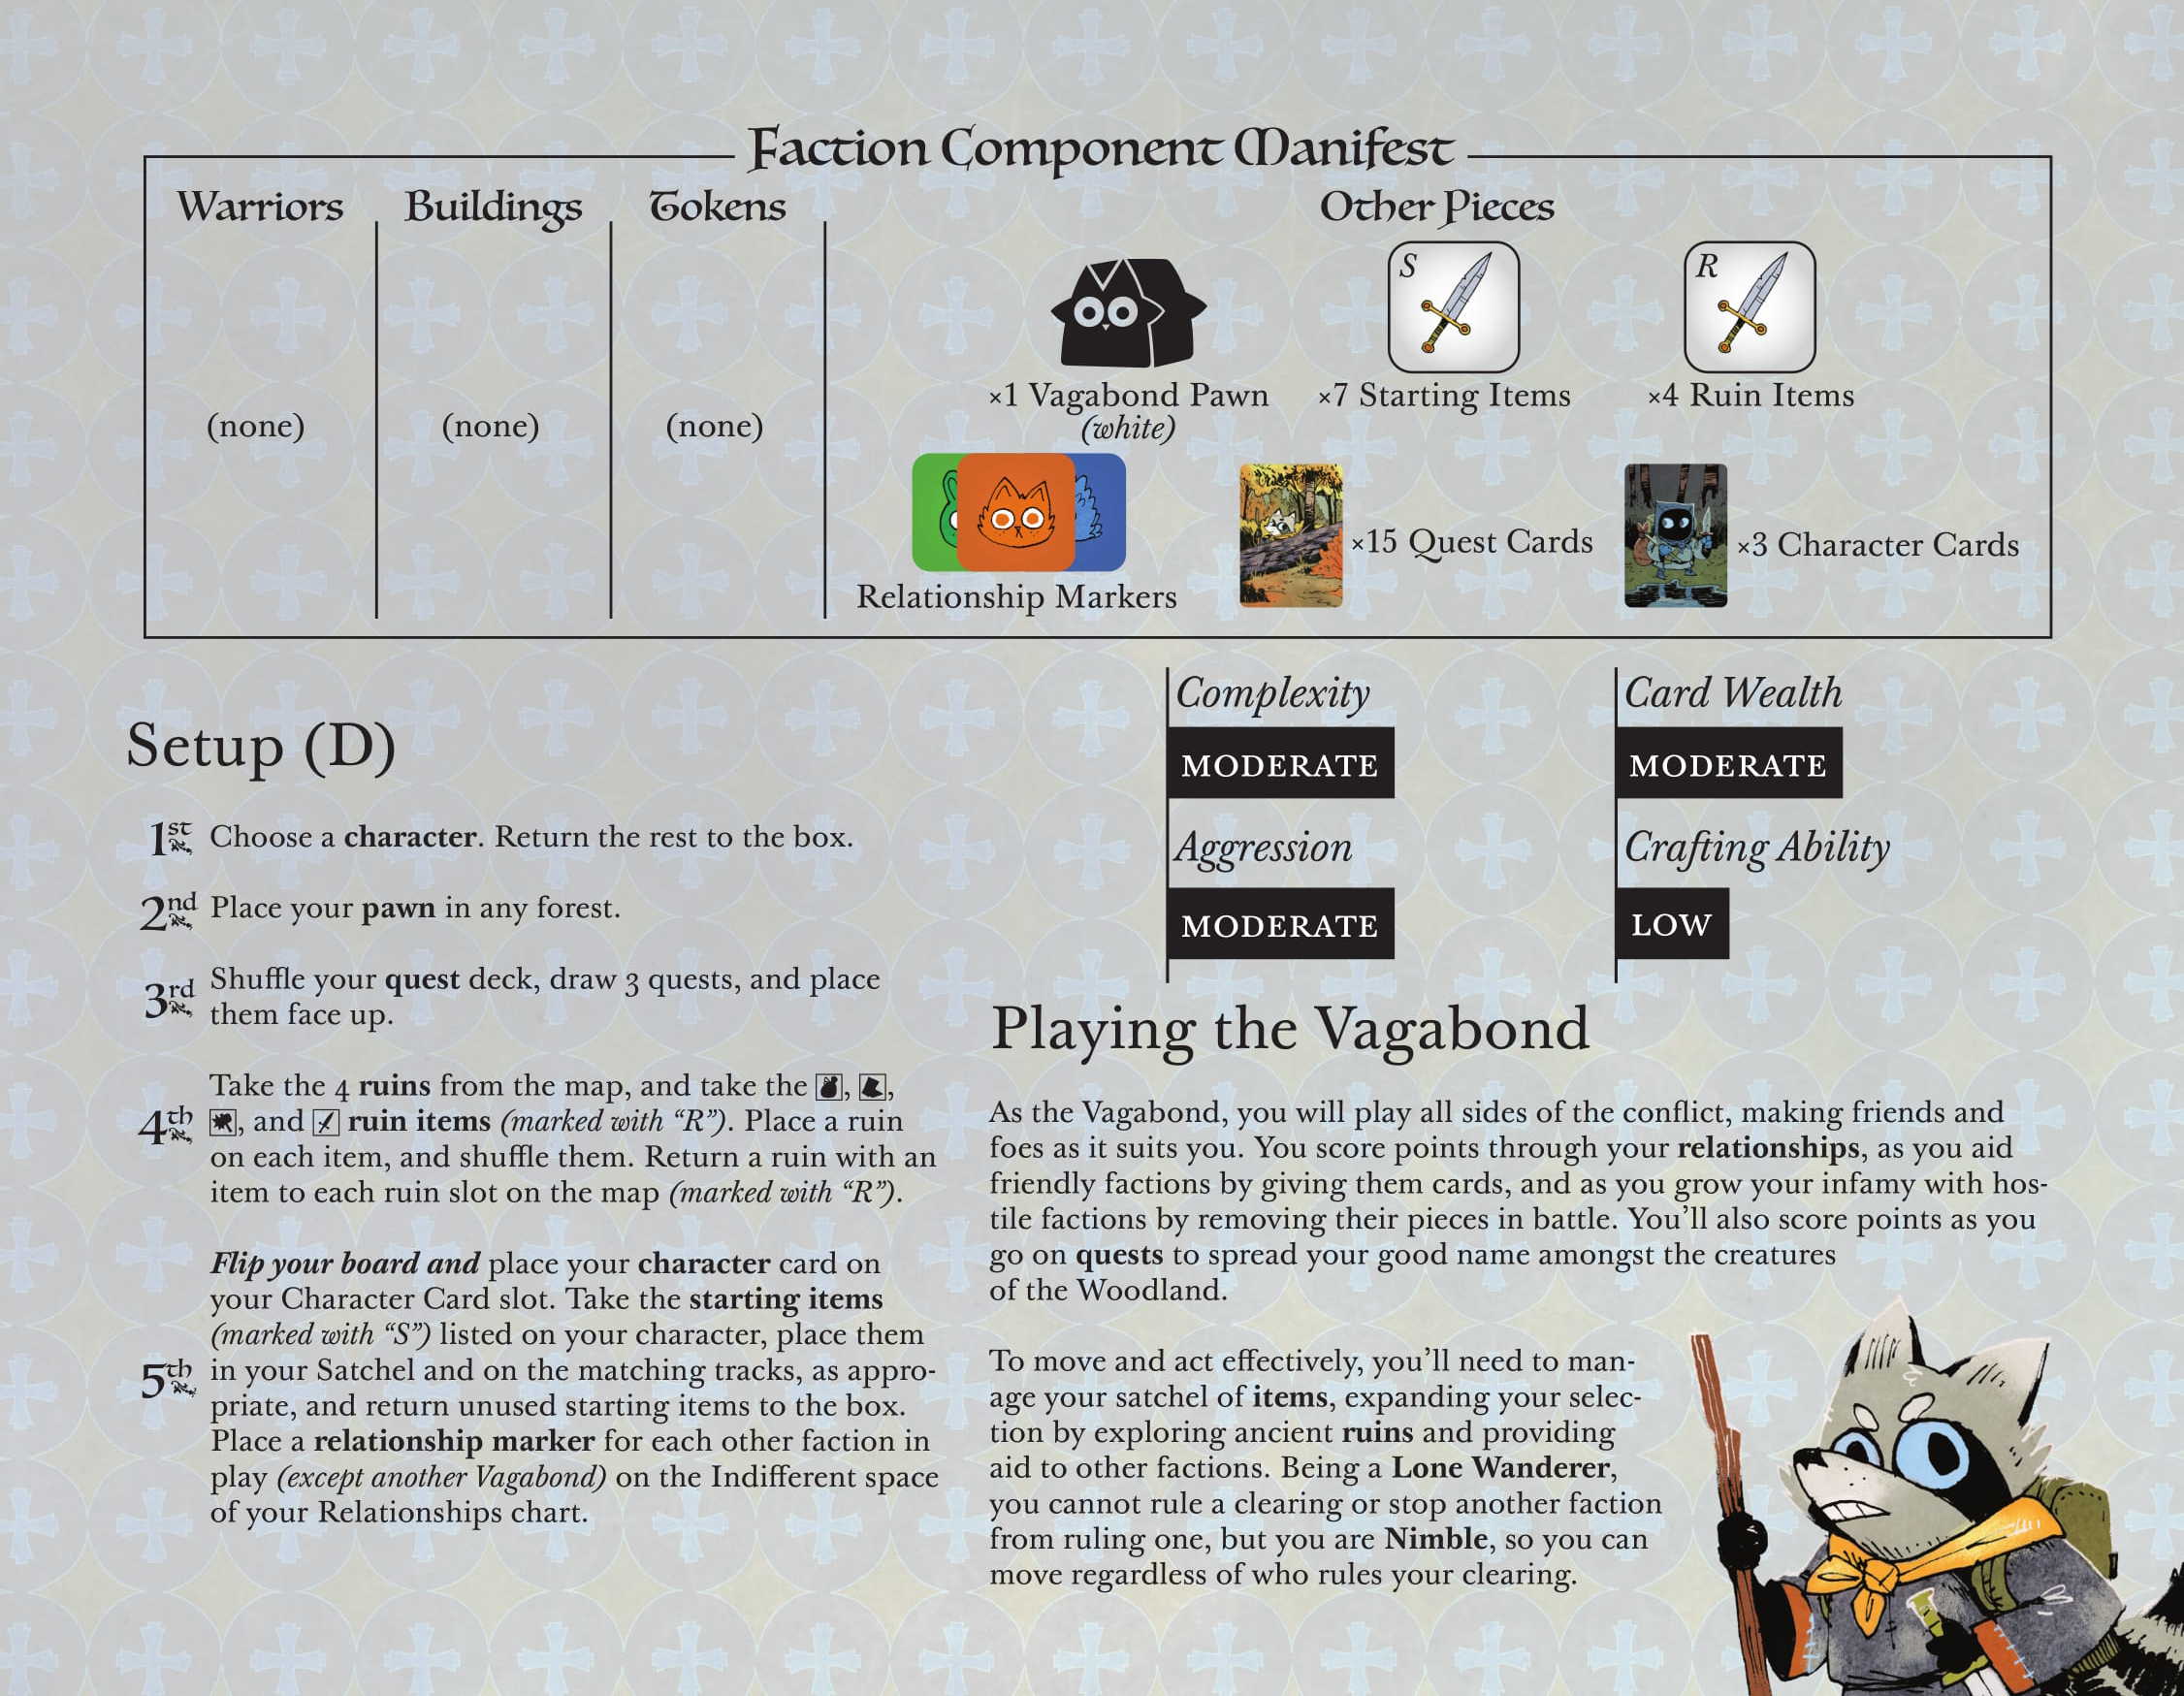 Faction Component Manifest
Warriors
Buildings
Tokens
Other Pieces
(none)
(none)
(none)
S
R
×1 Vagabond Pawn
(white)
×7 Starting Items
×4 Ruin Items
Relationship Markers
×15 Quest Cards
×3 Character Cards
Setup (D)
1st Choose a character. Return the rest to the box.
2nd Place your pawn in any forest.
3rd Shuffle your quest deck, draw 3 quests, and place
them face up.
Take the 4 ruins from the map, and take the , ,
4th , and ruin items (marked with “R”). Place a ruin
on each item, and shuffle them. Return a ruin with an
item to each ruin slot on the map (marked with “R”).
Flip your board and place your character card on
your Character Card slot. Take the starting items
(marked with “S”) listed on your character, place them
5th in your Satchel and on the matching tracks, as appro-
priate, and return unused starting items to the box.
Place a relationship marker for each other faction in
play (except another Vagabond) on the Indifferent space
of your Relationships chart.
Complexity
MODERATE
Card Wealth
MODERATE
Aggression
MODERATE
Crafting Ability
LOW
Playing the Vagabond
As the Vagabond, you will play all sides of the conflict, making friends and
foes as it suits you. You score points through your relationships, as you aid
friendly factions by giving them cards, and as you grow your infamy with hos-
tile factions by removing their pieces in battle. You’ll also score points as you
go on quests to spread your good name amongst the creatures
of the Woodland.
To move and act effectively, you’ll need to man-
age your satchel of items, expanding your selec-
tion by exploring ancient ruins and providing
aid to other factions. Being a Lone Wanderer,
you cannot rule a clearing or stop another faction
from ruling one, but you are Nimble, so you can
move regardless of who rules your clearing.